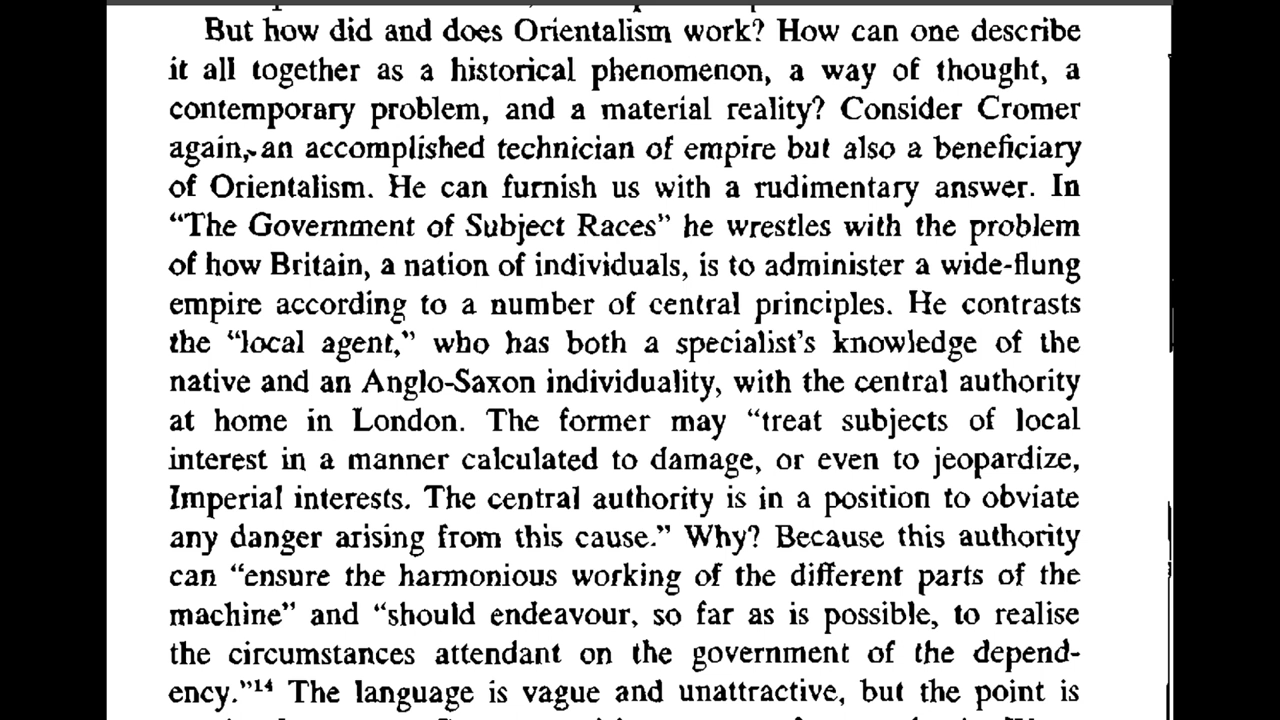 But how did and does Orientalism work? How can one describe
it all together as a historical phenomenon, a way of thought, a
contemporary problem, and a material reality? Consider Cromer
again, an accomplished technician of empire but also a beneficiary
of Orientalism. He can furnish us with a rudimentary answer. In
“The Government of Subject Races” he wrestles with the problem
of how Britain, a nation of individuals, is to administer a wide-flung
empire according to a number of central principles. He contrasts
the “local agent,” who has both a specialist’s knowledge of the
native and an Anglo-Saxon individuality, with the central authority
at home in London. The former may “treat subjects of local
interest in a manner calculated to damage, or even to jeopardize,
Imperial interests. The central authority is in a position to obviate
any danger arising from this cause.” Why? Because this authority
can “ensure the harmonious working of the different parts of the
machine” and “should endeavour, so far as is possible, to realise
the circumstances attendant on the government of the depend-
ency.”¹⁴ The language is vague and unattractive, but the point is